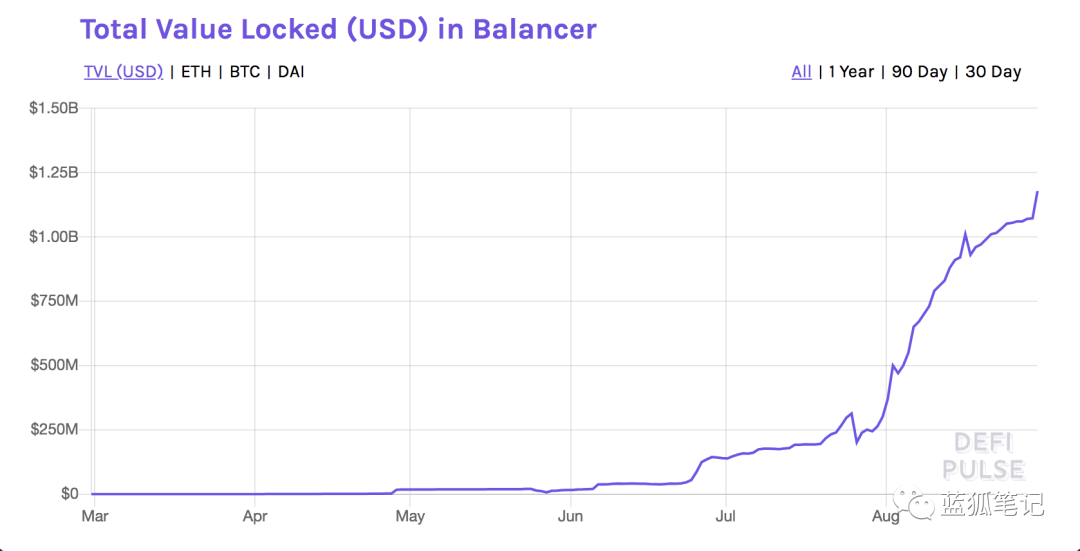 Total Value Locked (USD) in Balancer
TVL (USD) | ETH | BTC | DAI
All | 1 Year | 90 Day | 30 Day
$1.50B
$1.25B
$1.00B
$750M
$500M
$250M
$0
Mar Apr May Jun Jul Aug
DEFI
PULSE
蓝狐笔记